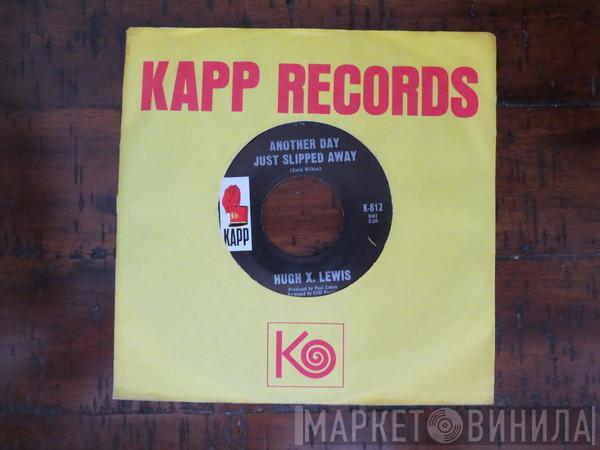 KAPP RECORDS
ANOTHER DAY
JUST SLIPPED AWAY
K-812
KAPP
HUGH X. LEWIS
Produced by Paul Cohen
K
МАРКЕТ ВИНИЛА